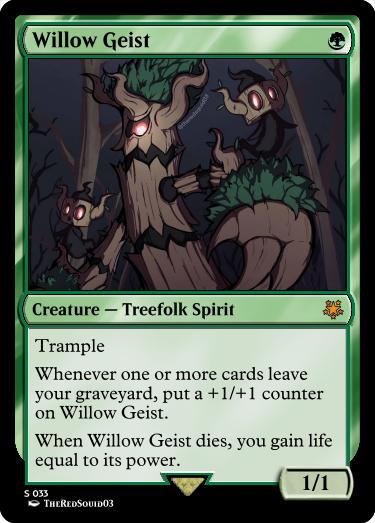 Willow Geist
Creature — Treefolk Spirit
Trample
Whenever one or more cards leave
your graveyard, put a +1/+1 counter
on Willow Geist.
When Willow Geist dies, you gain life
equal to its power.
1/1
S 033
TheRedSquid03